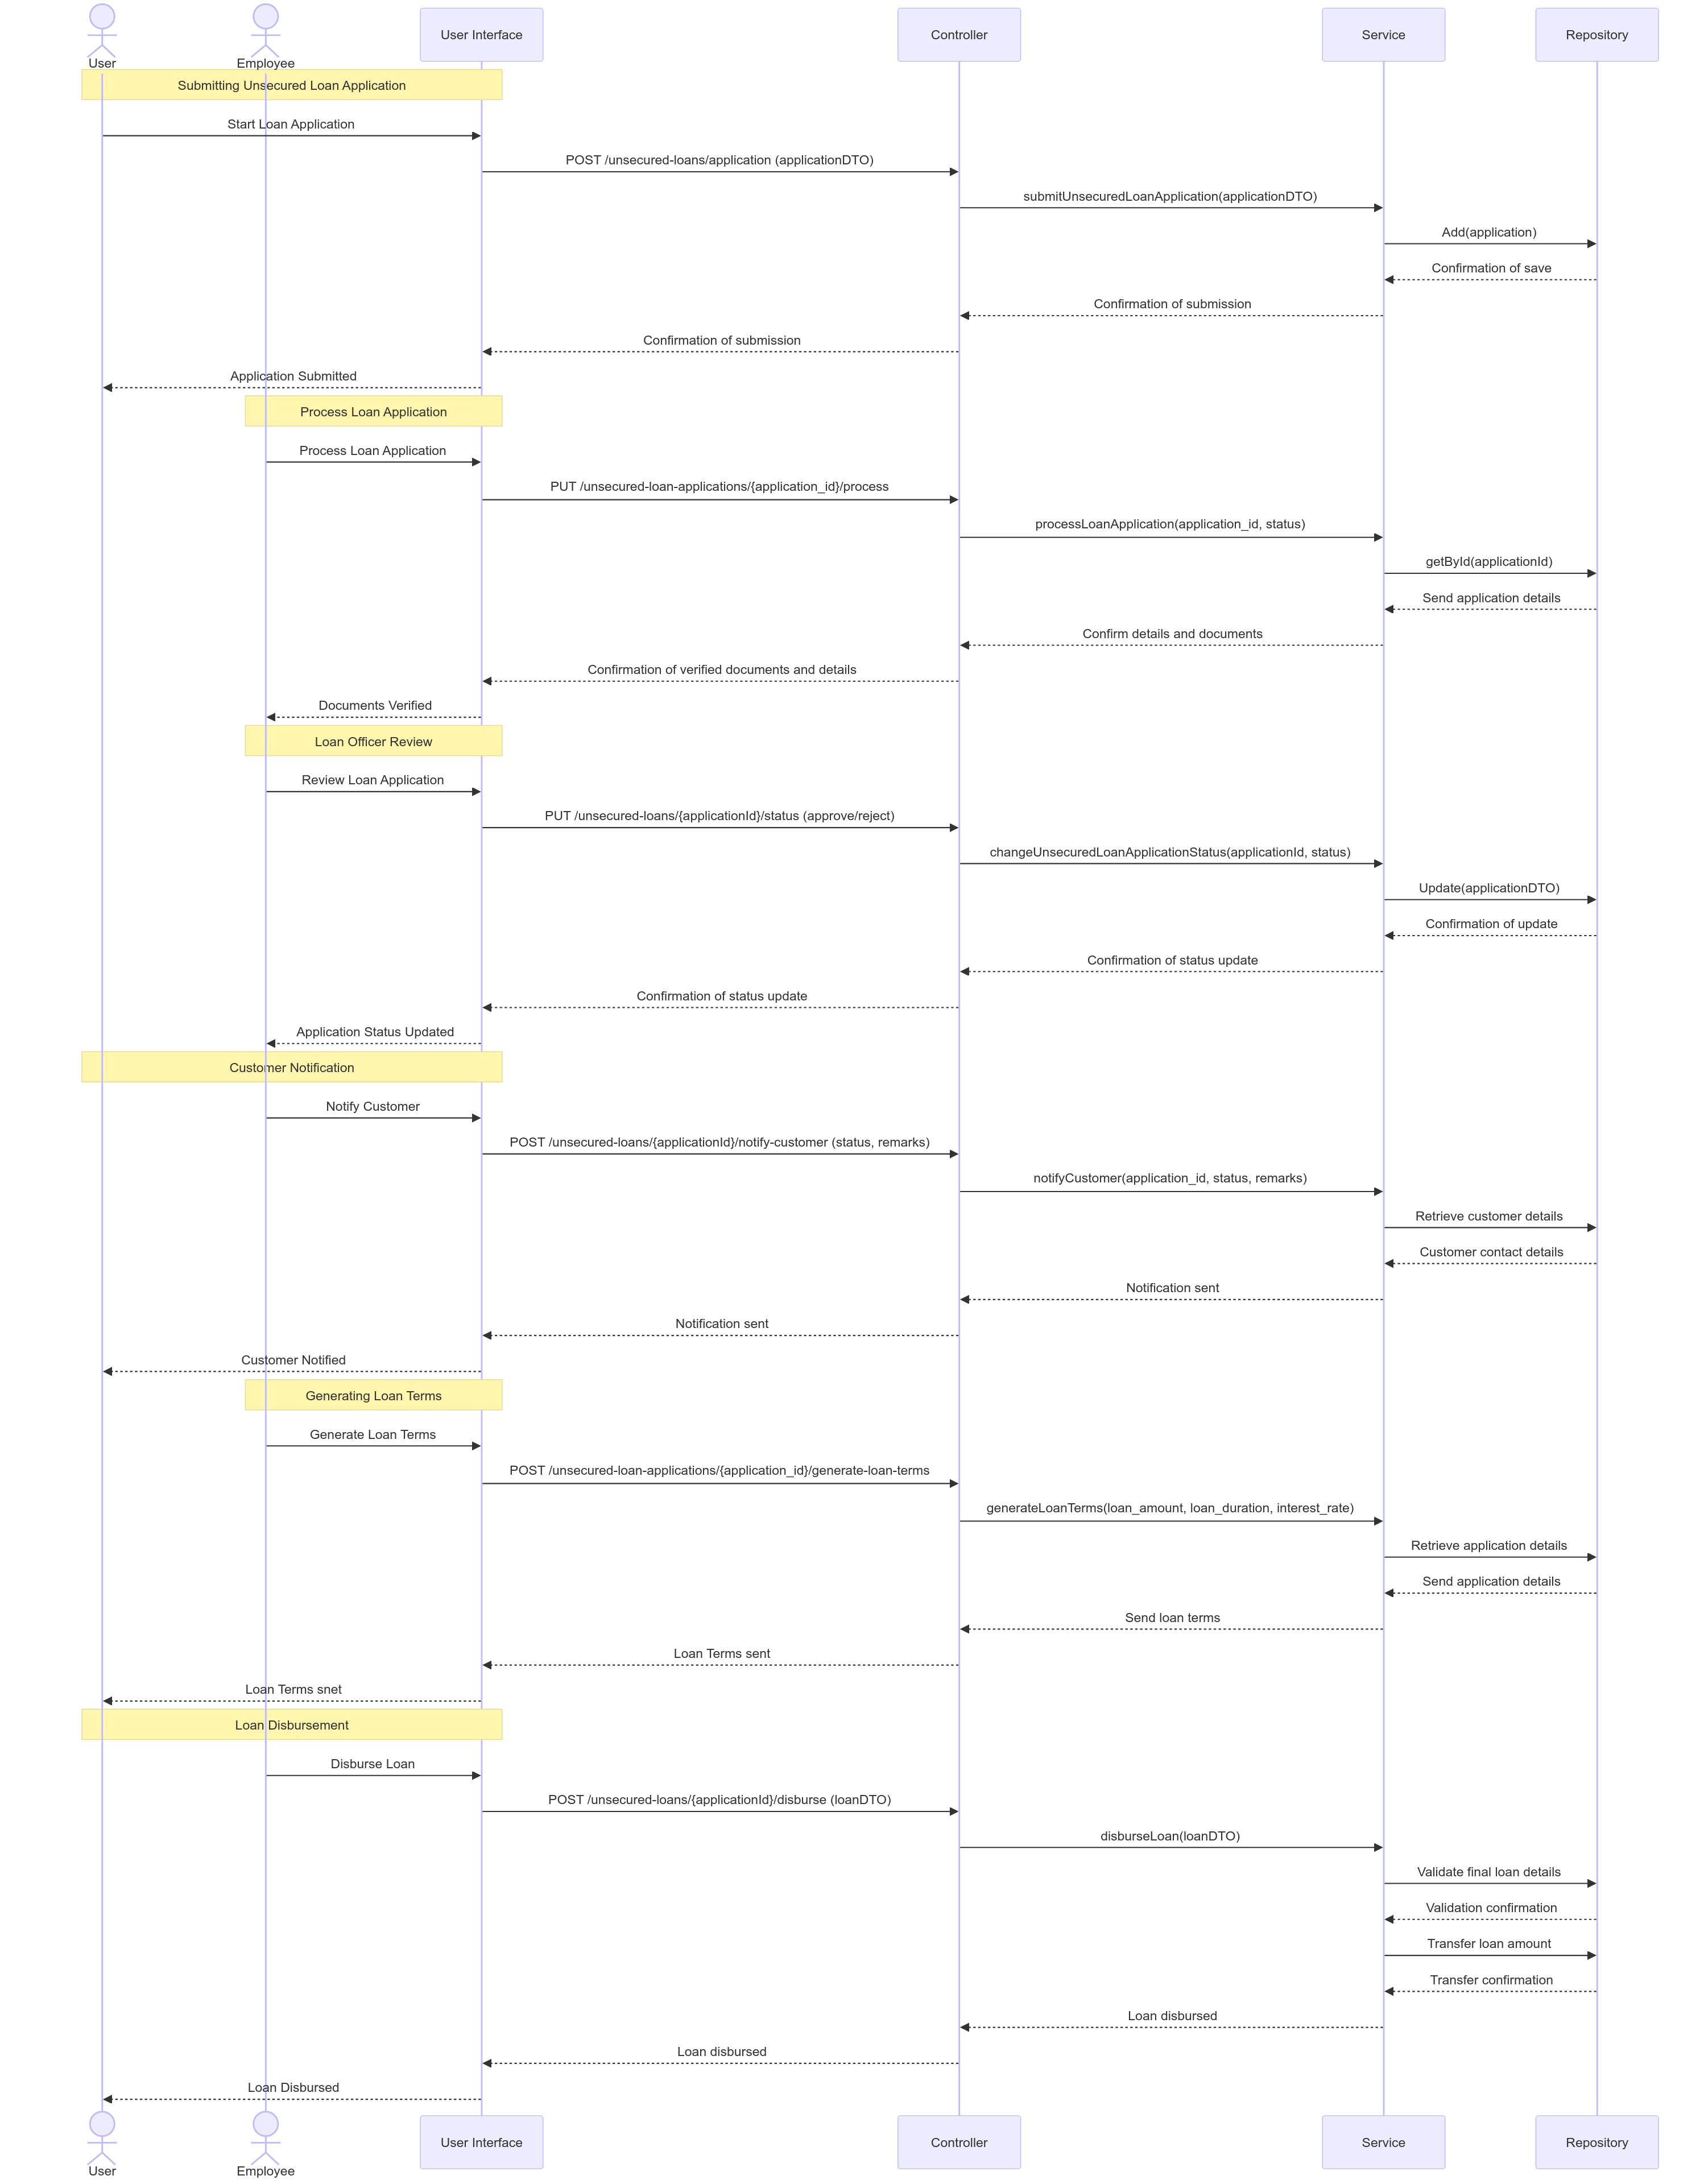 User
Employee
User Interface
Controller
Service
Repository
Submitting Unsecured Loan Application
Start Loan Application
POST /unsecured-loans/application (applicationDTO)
submitUnsecuredLoanApplication(applicationDTO)
Add(application)
Confirmation of save
Confirmation of submission
Confirmation of submission
Application Submitted
Process Loan Application
Process Loan Application
PUT /unsecured-loan-applications/{application_id}/process
processLoanApplication(application_id, status)
getById(applicationId)
Send application details
Confirm details and documents
Confirmation of verified documents and details
Documents Verified
Loan Officer Review
Review Loan Application
PUT /unsecured-loans/{applicationId}/status (approve/reject)
changeUnsecuredLoanApplicationStatus(applicationId, status)
Update(applicationDTO)
Confirmation of update
Confirmation of status update
Confirmation of status update
Application Status Updated
Customer Notification
Notify Customer
POST /unsecured-loans/{applicationId}/notify-customer (status, remarks)
notifyCustomer(application_id, status, remarks)
Retrieve customer details
Customer contact details
Notification sent
Notification sent
Customer Notified
Generating Loan Terms
Generate Loan Terms
POST /unsecured-loan-applications/{application_id}/generate-loan-terms
generateLoanTerms(loan_amount, loan_duration, interest_rate)
Retrieve application details
Send application details
Send loan terms
Loan Terms sent
Loan Terms snet
Loan Disbursement
Disburse Loan
POST /unsecured-loans/{applicationId}/disburse (loanDTO)
disburseLoan(loanDTO)
Validate final loan details
Validation confirmation
Transfer loan amount
Transfer confirmation
Loan disbursed
Loan disbursed
Loan Disbursed
User
Employee
User Interface
Controller
Service
Repository